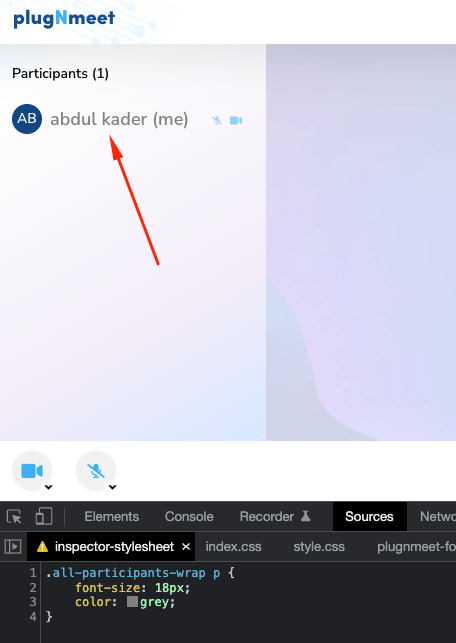 plugNmeet
Participants (1)
AB abdul kader (me)
Elements Console Recorder Sources Netwo
inspector-stylesheet × index.css style.css plugnmeet-fo
1 .all-participants-wrap p {
2 font-size: 18px;
3 color: grey;
4 }